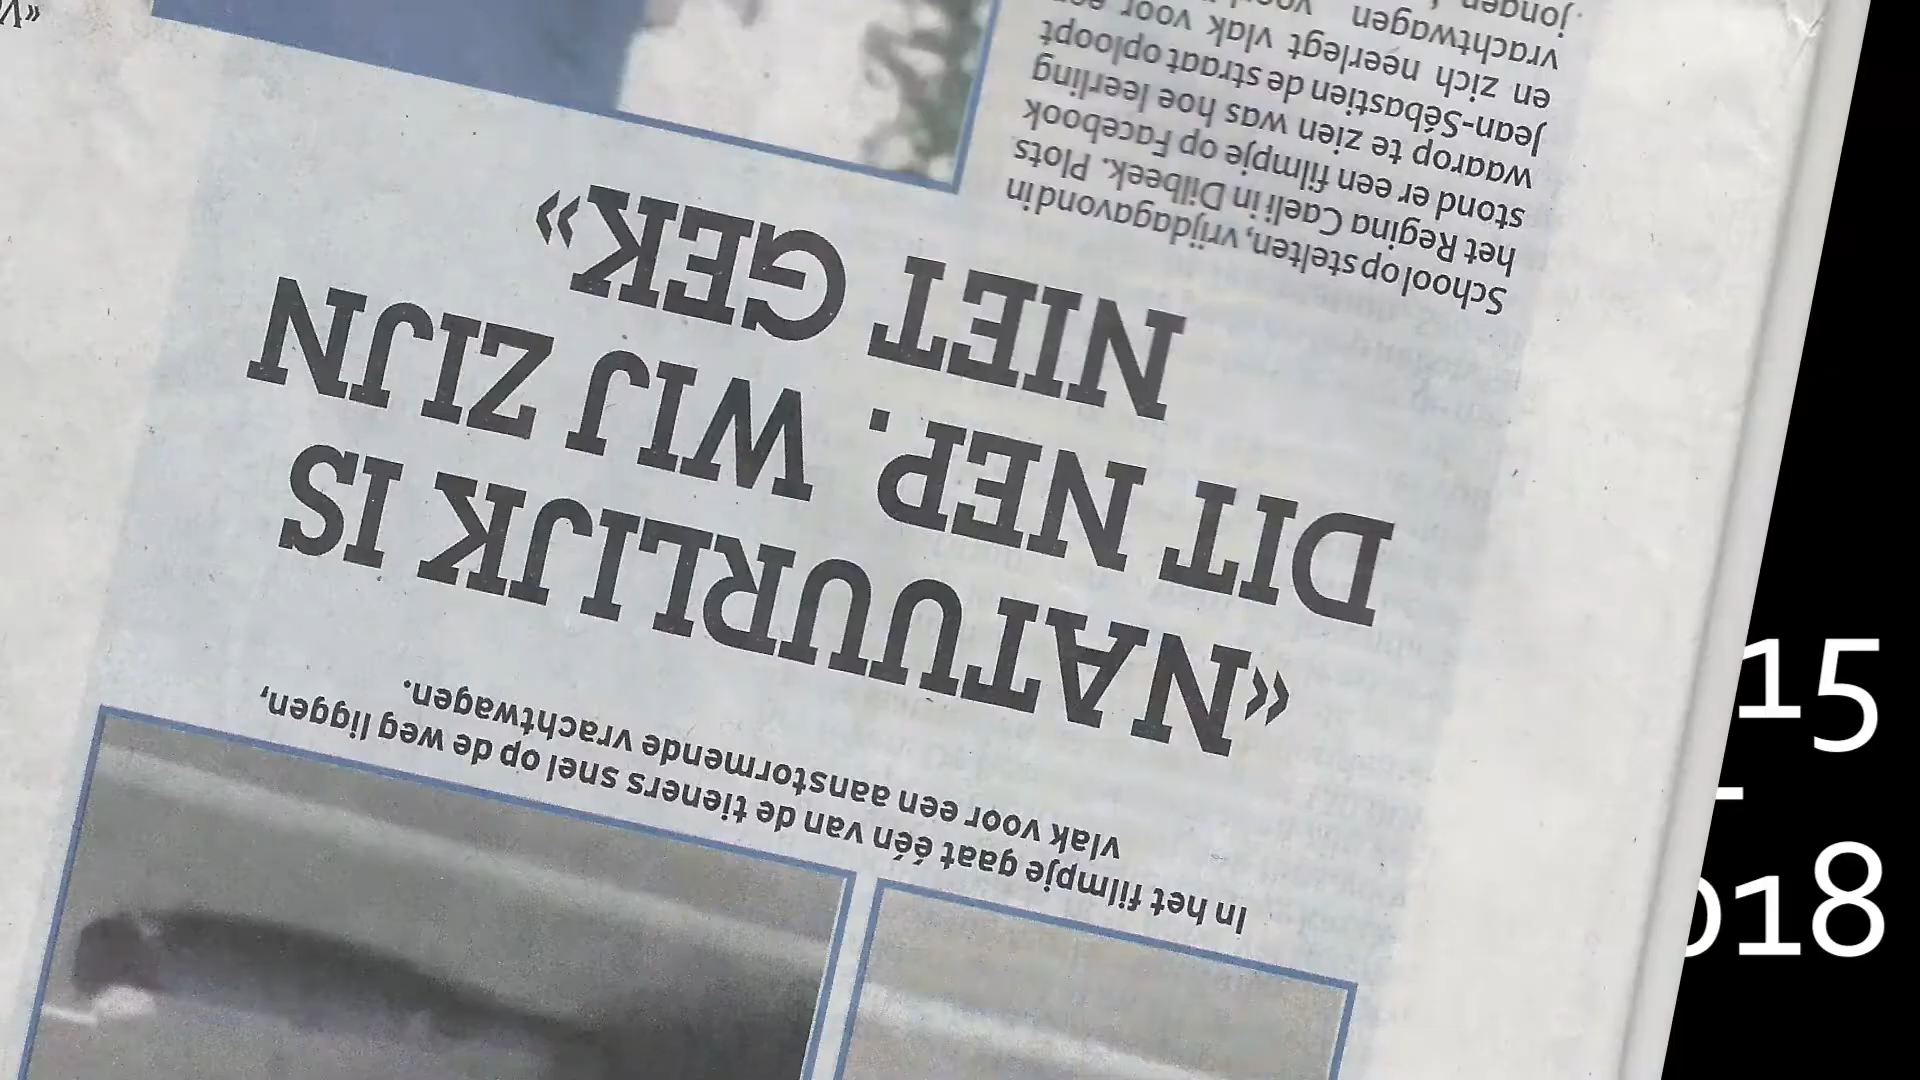 In het filmpje gaat één van de tieners snel op de weg liggen,
vlak voor een aanstormende vrachtwagen.
«NATUURLIJK IS
DIT NEP. WIJ ZIJN
NIET GEK»
School op stelten, vrijdagavond in
het Regina Caeli in Dilbeek. Plots
stond er een filmpje op Facebook
waarop te zien was hoe leerling
Jean-Sébastien de straat oploopt
en zich neerlegt vlak voor
vrachtwagen
jongen
15
018